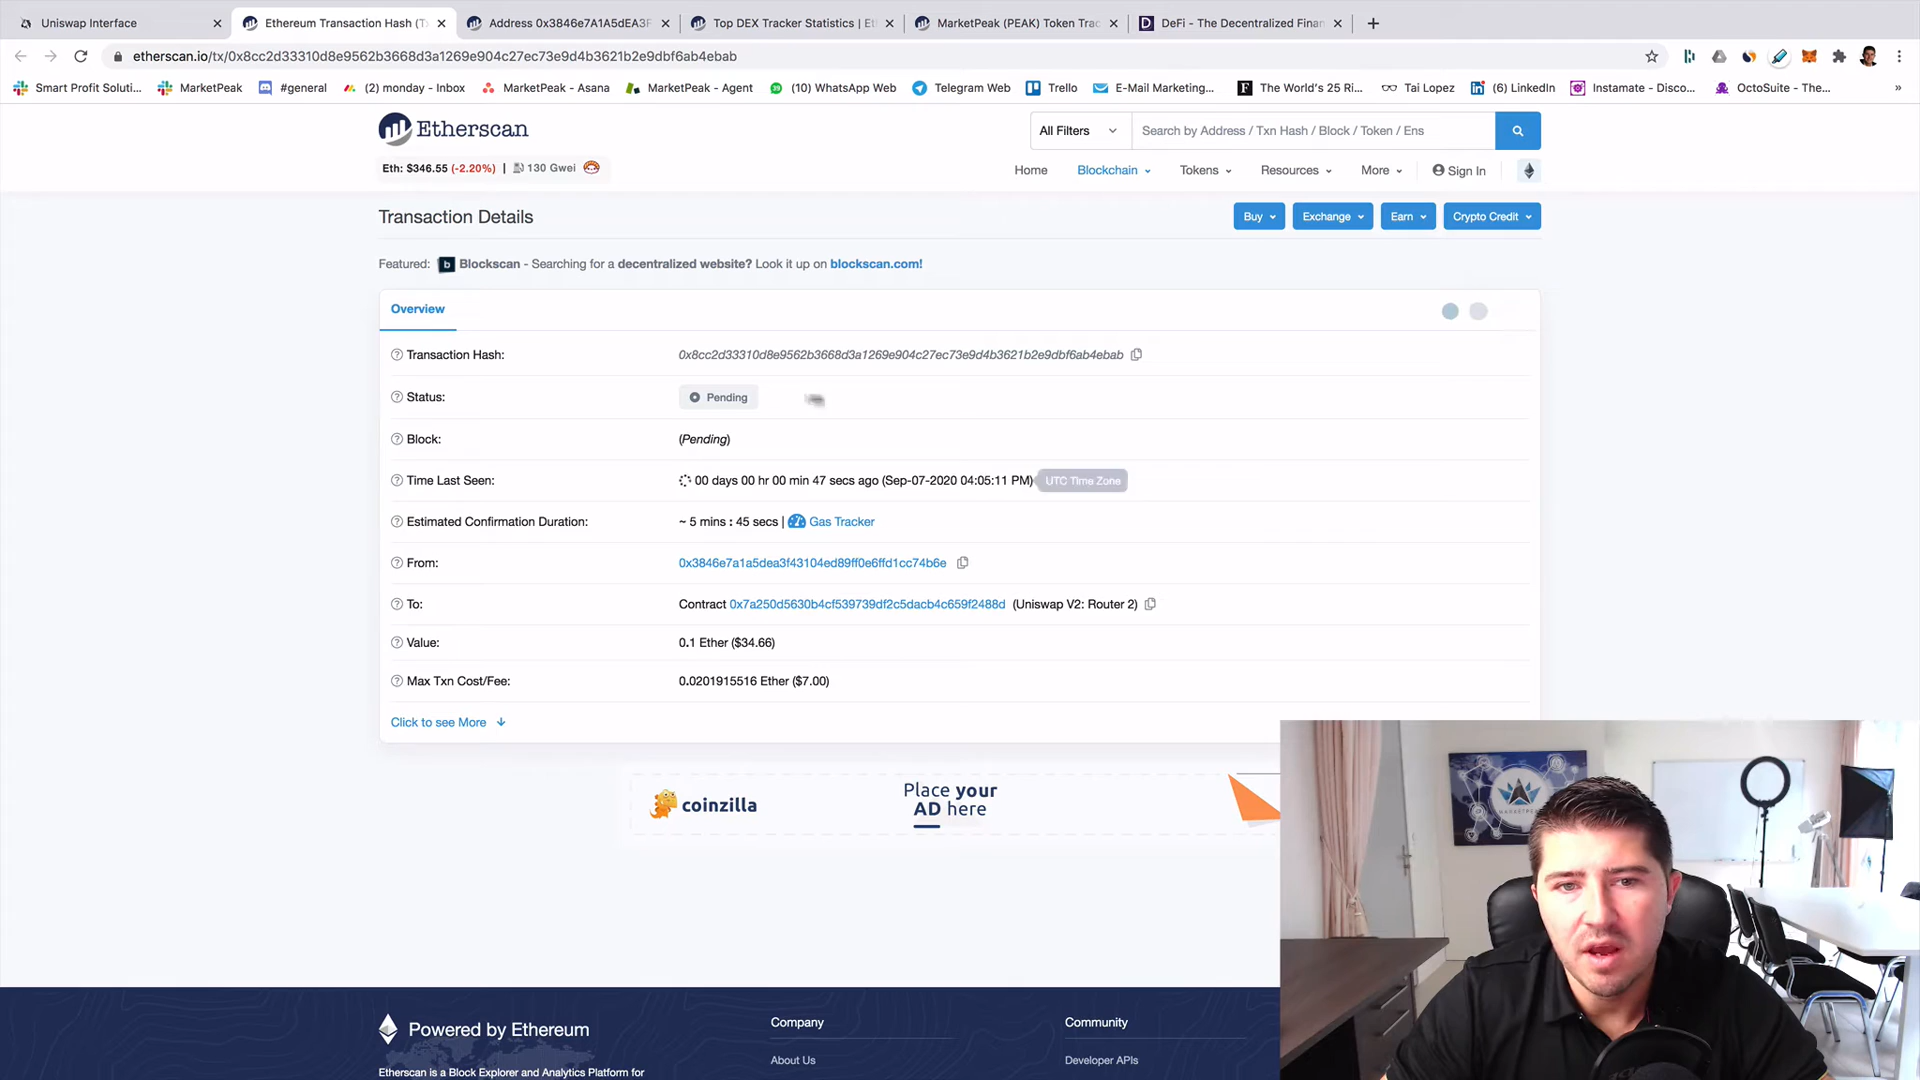 Uniswap Interface
Ethereum Transaction Hash (Tx
Address 0x3846e7A1A5dEA3F
Top DEX Tracker Statistics | Et
MarketPeak (PEAK) Token Trac
DeFi - The Decentralized Finan
etherscan.io/tx/0x8cc2d33310d8e9562b3668d3a1269e904c27ec73e9d4b3621b2e9dbf6ab4ebab
Smart Profit Soluti...
MarketPeak
#general
(2) monday - Inbox
MarketPeak - Asana
MarketPeak - Agent
(10) WhatsApp Web
Telegram Web
Trello
E-Mail Marketing...
The World's 25 Ri...
Tai Lopez
(6) LinkedIn
Instamate - Disco...
OctoSuite - The...
»
Etherscan
All Filters
Search by Address / Txn Hash / Block / Token / Ens
Eth: $346.55 (-2.20%) | 130 Gwei
Home
Blockchain
Tokens
Resources
More
Sign In
Transaction Details
Buy
Exchange
Earn
Crypto Credit
Featured: Blockscan - Searching for a decentralized website? Look it up on blockscan.com!
Overview
Transaction Hash: 0x8cc2d33310d8e9562b3668d3a1269e904c27ec73e9d4b3621b2e9dbf6ab4ebab
Status: Pending
Block: (Pending)
Time Last Seen: 00 days 00 hr 00 min 47 secs ago (Sep-07-2020 04:05:11 PM) UTC Time Zone
Estimated Confirmation Duration: ~ 5 mins : 45 secs | Gas Tracker
From: 0x3846e7a1a5dea3f43104ed89ff0e6ffd1cc74b6e
To: Contract 0x7a250d5630b4cf539739df2c5dacb4c659f2488d (Uniswap V2: Router 2)
Value: 0.1 Ether ($34.66)
Max Txn Cost/Fee: 0.0201915516 Ether ($7.00)
Click to see More
coinzilla
Place your
AD here
MARKETPEAK
Powered by Ethereum
Company
Community
About Us
Developer APIs
Etherscan is a Block Explorer and Analytics Platform for